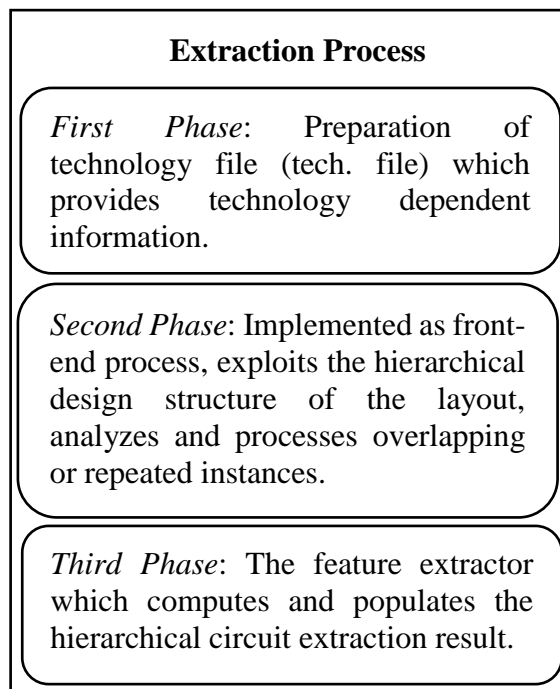 Extraction Process
First Phase: Preparation of
technology file (tech. file) which
provides technology dependent
information.
Second Phase: Implemented as front-
end process, exploits the hierarchical
design structure of the layout,
analyzes and processes overlapping
or repeated instances.
Third Phase: The feature extractor
which computes and populates the
hierarchical circuit extraction result.